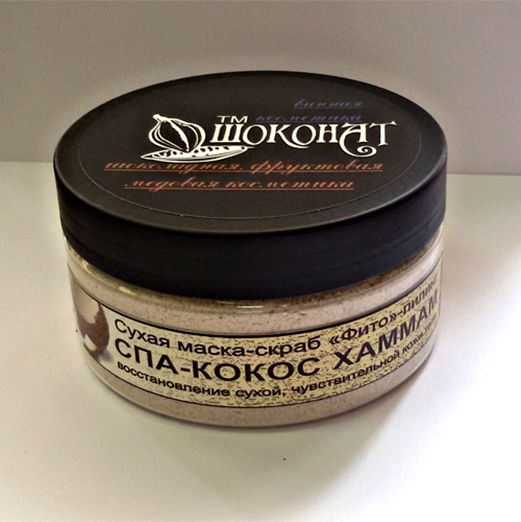 винная
косметика
ТМ
ШОКОНАТ
шоколадная, фруктовая
медовая косметика
Сухая маска-скраб «Фито»-пилинг
СПА-КОКОС ХАММАМ
восстановление сухой, чувствительной кожи